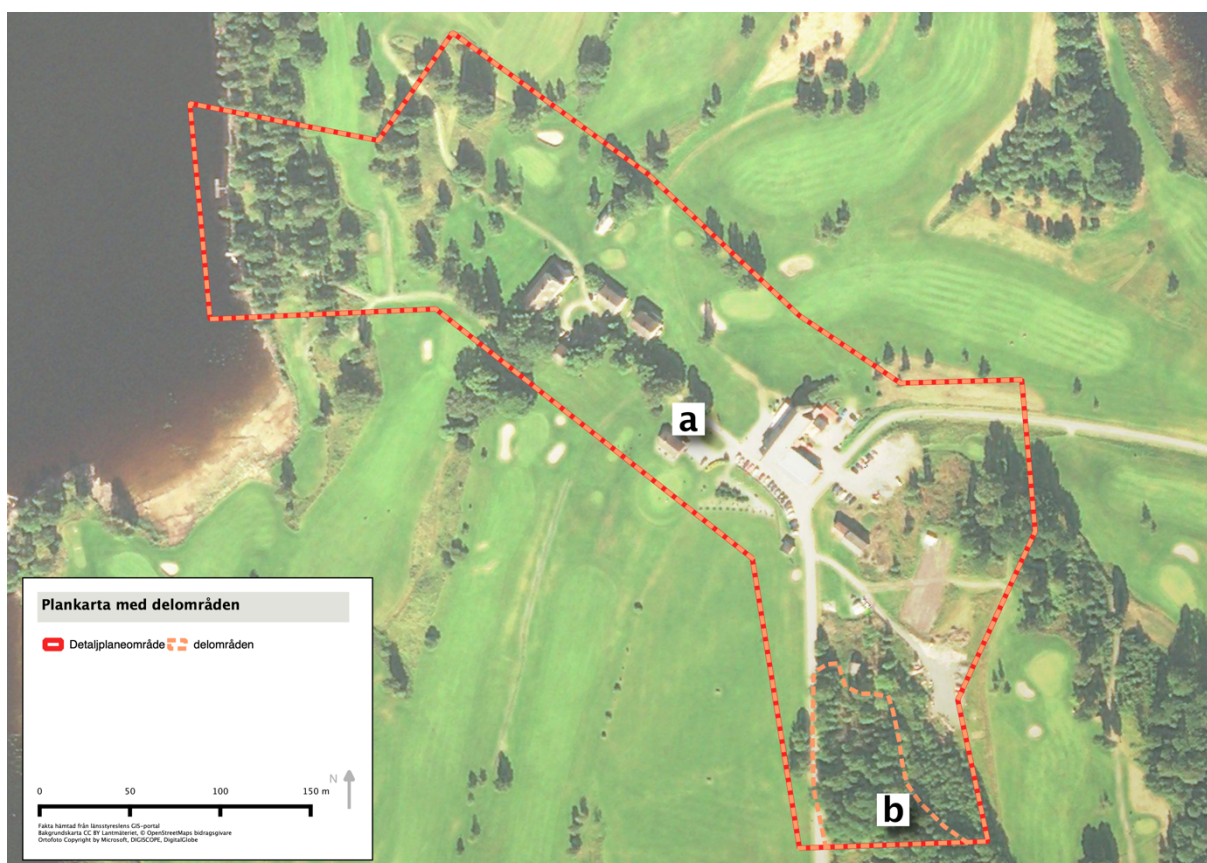 a
b
Plankarta med delområden
Detaljplaneområde delområden
0 50 100 150 m
N
Fakta hämtad från länsstyreslens GIS-portal
Bakgrundskarta CC BY Lantmäteriet, © OpenStreetMaps bidragsgivare
Ortofoto Copyright by Microsoft, DIGISCOPE, DigitalGlobe